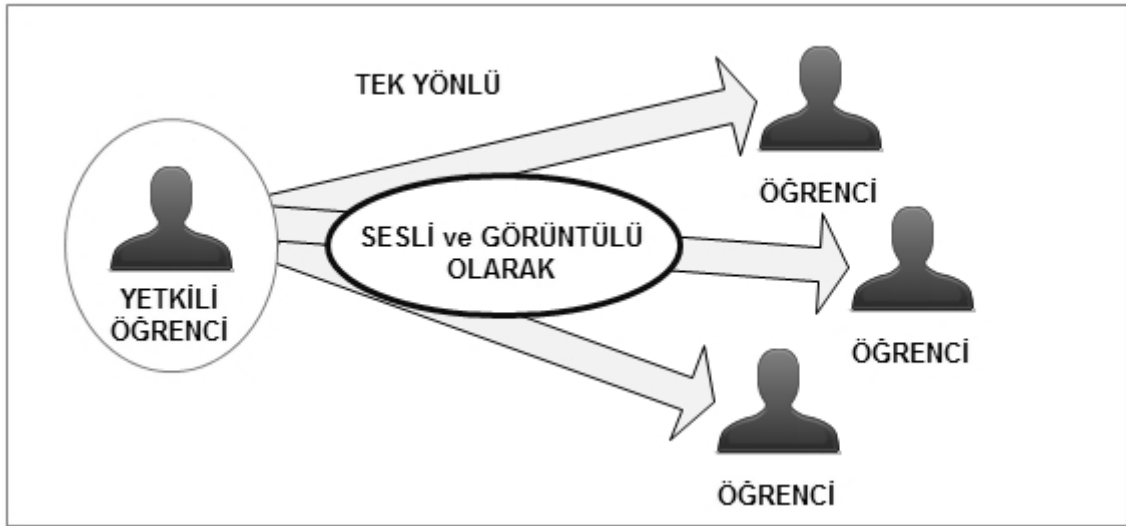 TEK YÖNLÜ
YETKİLİ
ÖĞRENCİ
SESLİ ve GÖRÜNTÜLÜ
OLARAK
ÖĞRENCİ
ÖĞRENCİ
ÖĞRENCİ